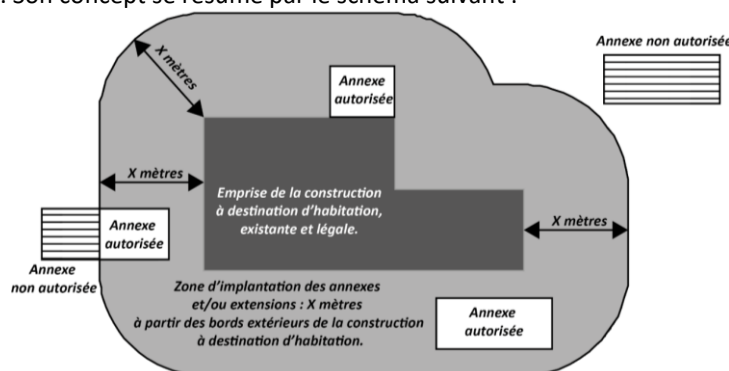 . Son concept se résume par le schéma suivant :
Annexe non autorisée
X mètres
Annexe
autorisée
X mètres
Emprise de la construction
à destination d'habitation,
existante et légale.
X mètres
Annexe
autorisée
Annexe
non autorisée
Zone d'implantation des annexes
et/ou extensions : X mètres
à partir des bords extérieurs de la construction
à destination d'habitation.
Annexe
autorisée